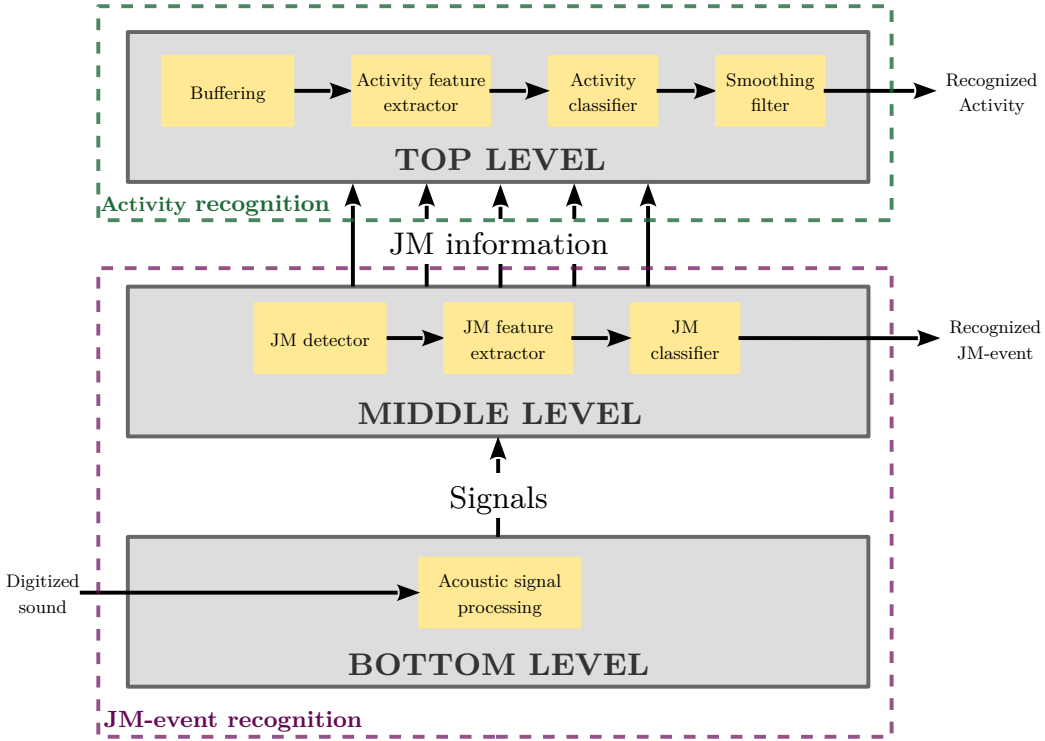 Buffering
Activity feature
extractor
Activity
classifier
Smoothing
filter
Recognized
Activity
TOP LEVEL
Activity recognition
JM information
JM detector
JM feature
extractor
JM
classifier
Recognized
JM-event
MIDDLE LEVEL
Signals
Digitized
sound
Acoustic signal
processing
BOTTOM LEVEL
JM-event recognition